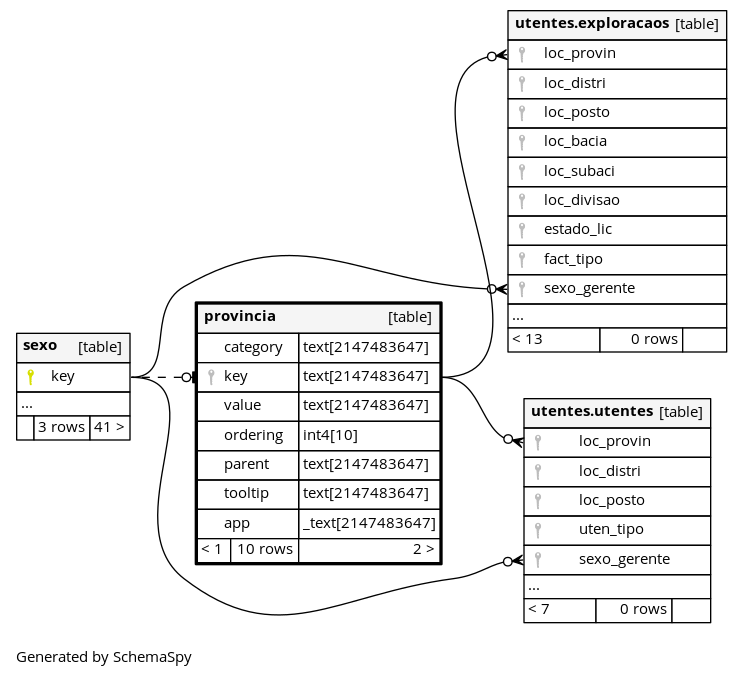 utentes.exploracaos [table]
loc_provin
loc_distri
loc_posto
loc_bacia
loc_subaci
loc_divisao
estado_lic
fact_tipo
sexo_gerente
...
< 13 0 rows
sexo [table]
key
...
3 rows 41 >
provincia [table]
category text[2147483647]
key text[2147483647]
value text[2147483647]
ordering int4[10]
parent text[2147483647]
tooltip text[2147483647]
app _text[2147483647]
< 1 10 rows 2 >
utentes.utentes [table]
loc_provin
loc_distri
loc_posto
uten_tipo
sexo_gerente
...
< 7 0 rows
Generated by SchemaSpy